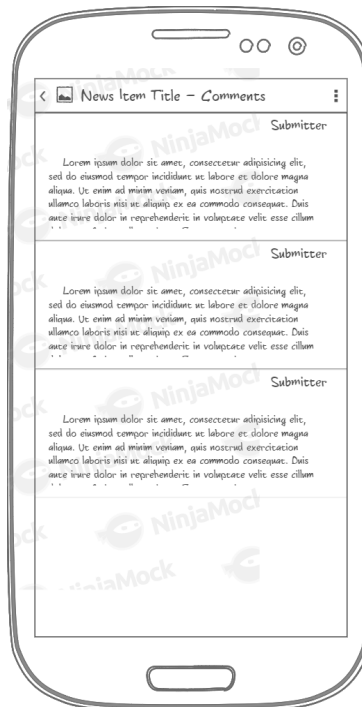 News Item Title - Comments
Submitter
Lorem ipsum dolor sit amet, consectetur adipisicing elit,
sed do eiusmod tempor incididunt ut labore et dolore magna
aliqua. Ut enim ad minim veniam, quis nostrud exercitation
ullamco laboris nisi ut aliquip ex ea commodo consequat. Duis
aute irure dolor in reprehenderit in voluptate velit esse cillum
Submitter
Lorem ipsum dolor sit amet, consectetur adipisicing elit,
sed do eiusmod tempor incididunt ut labore et dolore magna
aliqua. Ut enim ad minim veniam, quis nostrud exercitation
ullamco laboris nisi ut aliquip ex ea commodo consequat. Duis
aute irure dolor in reprehenderit in voluptate velit esse cillum
Submitter
Lorem ipsum dolor sit amet, consectetur adipisicing elit,
sed do eiusmod tempor incididunt ut labore et dolore magna
aliqua. Ut enim ad minim veniam, quis nostrud exercitation
ullamco laboris nisi ut aliquip ex ea commodo consequat. Duis
aute irure dolor in reprehenderit in voluptate velit esse cillum
NinjaMock